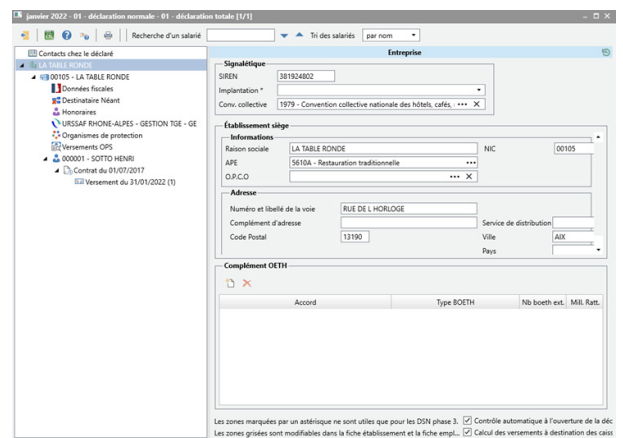 janvier 2022 - 01 - déclaration normale - 01 - déclaration totale [1/1]
Recherche d'un salarié
Tri des salariés par nom
Contacts chez le déclaré
LA TABLE RONDE
00105 - LA TABLE RONDE
Données fiscales
Destinataire Néant
Honoraires
URSSAF RHONE-ALPES - GESTION TGE - GE
Organismes de protection
Versements OPS
000001 - SOTTO HENRI
Contrat du 01/07/2017
Versement du 31/01/2022 (1)
Entreprise
Signalétique
SIREN 381924802
Implantation *
Conv. collective 1979 - Convention collective nationale des hôtels, cafés, ... X
Établissement siège
Informations
Raison sociale LA TABLE RONDE NIC 00105
APE 5610A - Restauration traditionnelle ...
O.P.C.O ... X
Adresse
Numéro et libellé de la voie RUE DE L HORLOGE
Complément d'adresse Service de distribution
Code Postal 13190 Ville AIX
Pays
Complément OETH
Accord Type BOETH Nb boeth ext. Mill. Ratt.
Les zones marquées par un astérisque ne sont utiles que pour les DSN phase 3. Contrôle automatique à l'ouverture de la déc
Les zones grisées sont modifiables dans la fiche établissement et la fiche empl... Calcul des versements à destination des caiss